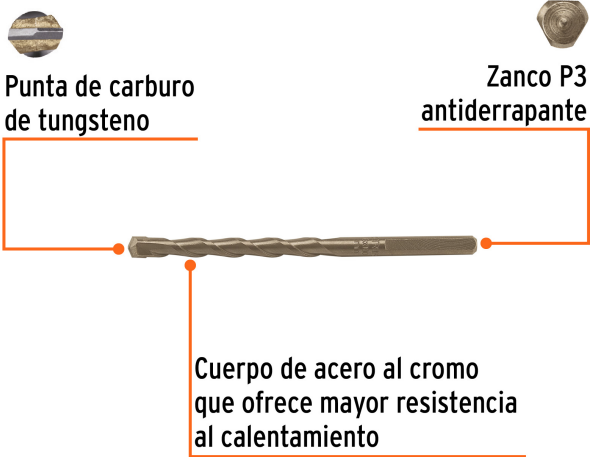 Punta de carburo
de tungsteno
Zanco P3
antiderrapante
Cuerpo de acero al cromo
que ofrece mayor resistencia
al calentamiento